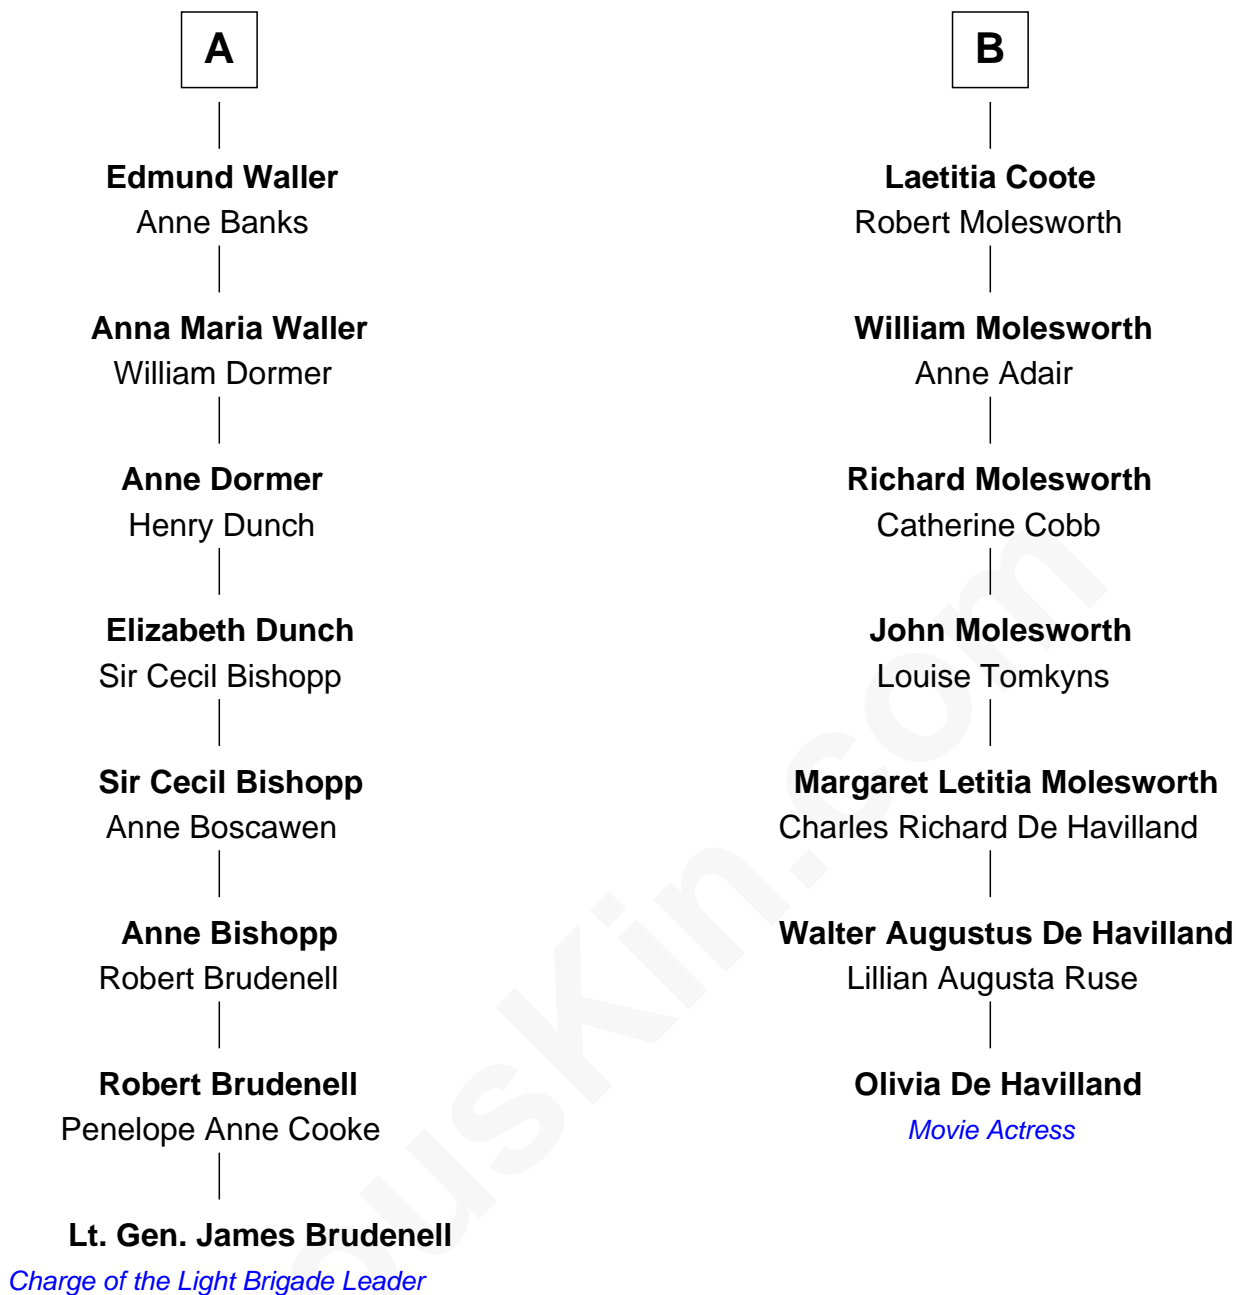 A
Edmund Waller
Anne Banks
Anna Maria Waller
William Dormer
Anne Dormer
Henry Dunch
Elizabeth Dunch
Sir Cecil Bishopp
Sir Cecil Bishopp
Anne Boscawen
Anne Bishopp
Robert Brudenell
Robert Brudenell
Penelope Anne Cooke
Lt. Gen. James Brudenell
Charge of the Light Brigade Leader
B
Laetitia Coote
Robert Molesworth
William Molesworth
Anne Adair
Richard Molesworth
Catherine Cobb
John Molesworth
Louise Tomkyns
Margaret Letitia Molesworth
Charles Richard De Havilland
Walter Augustus De Havilland
Lillian Augusta Ruse
Olivia De Havilland
Movie Actress
ousKin.com